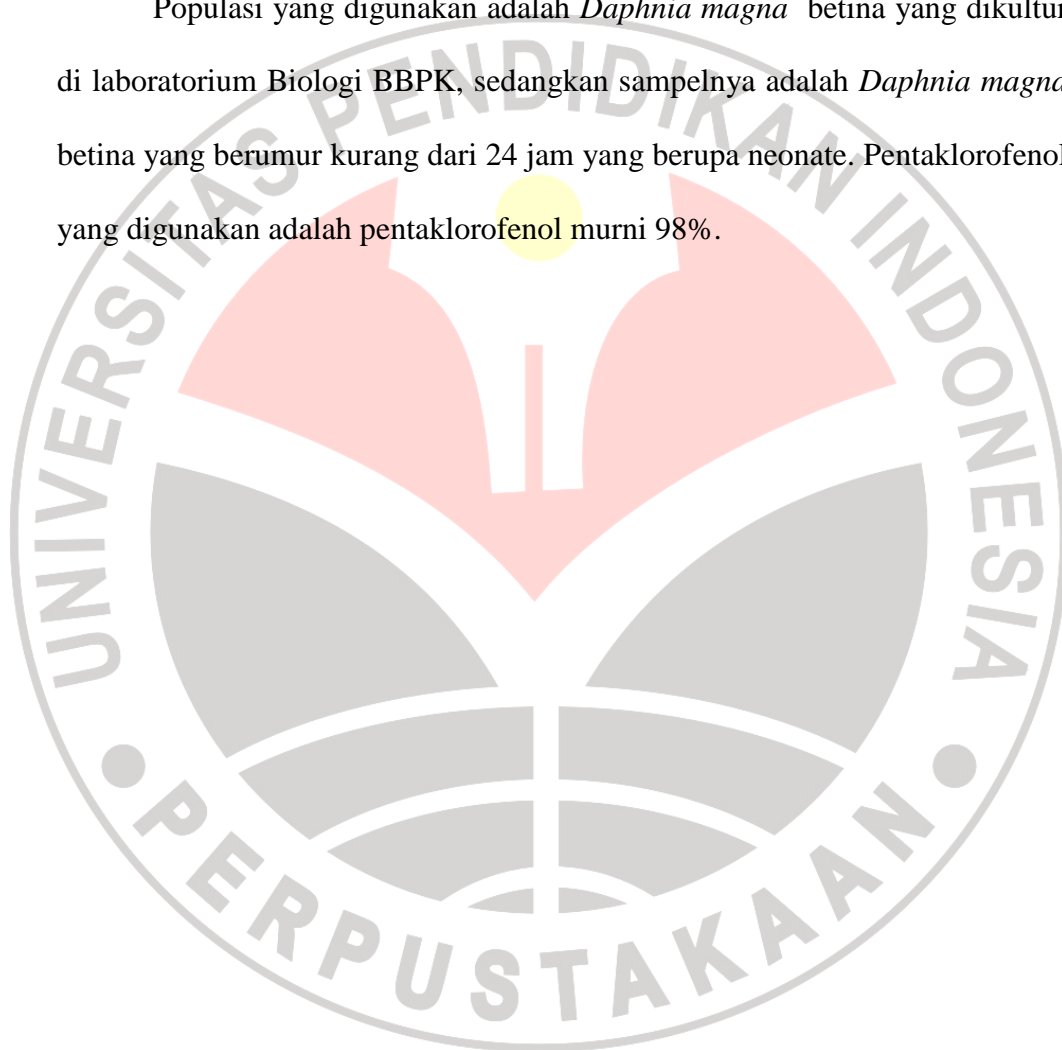 Populasi yang digunakan adalah Daphnia magna betina yang dikultur
di laboratorium Biologi BBPK, sedangkan sampelnya adalah Daphnia magna
betina yang berumur kurang dari 24 jam yang berupa neonate. Pentaklorofenol
yang digunakan adalah pentaklorofenol murni 98%.
UNIVERSITAS PENDIDIKAN INDONESIA
PERPUSTAKAAN